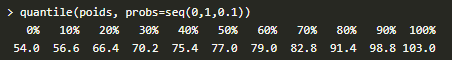 > quantile(poids, probs=seq(0,1,0.1))
0% 10% 20% 30% 40% 50% 60% 70% 80% 90% 100%
54.0 56.6 66.4 70.2 75.4 77.0 79.0 82.8 91.4 98.8 103.0